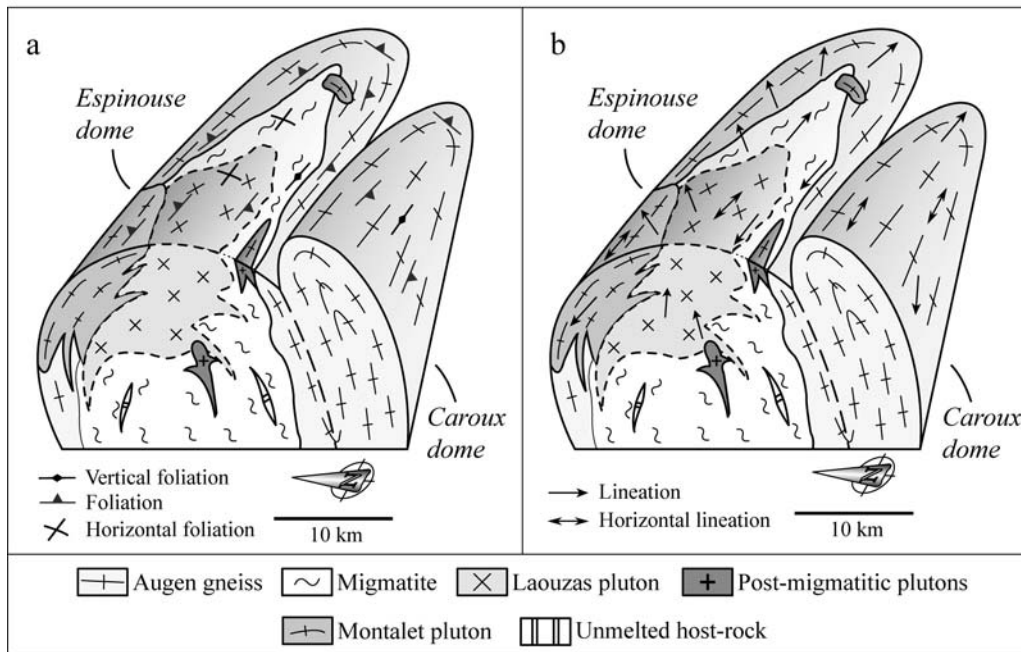 a
Espinouse
dome
Caroux
dome
Vertical foliation
Foliation
Horizontal foliation
N
10 km
b
Espinouse
dome
Caroux
dome
Lineation
Horizontal lineation
N
10 km
Augen gneiss
Migmatite
Laouzas pluton
Post-migmatitic plutons
Montalet pluton
Unmelted host-rock